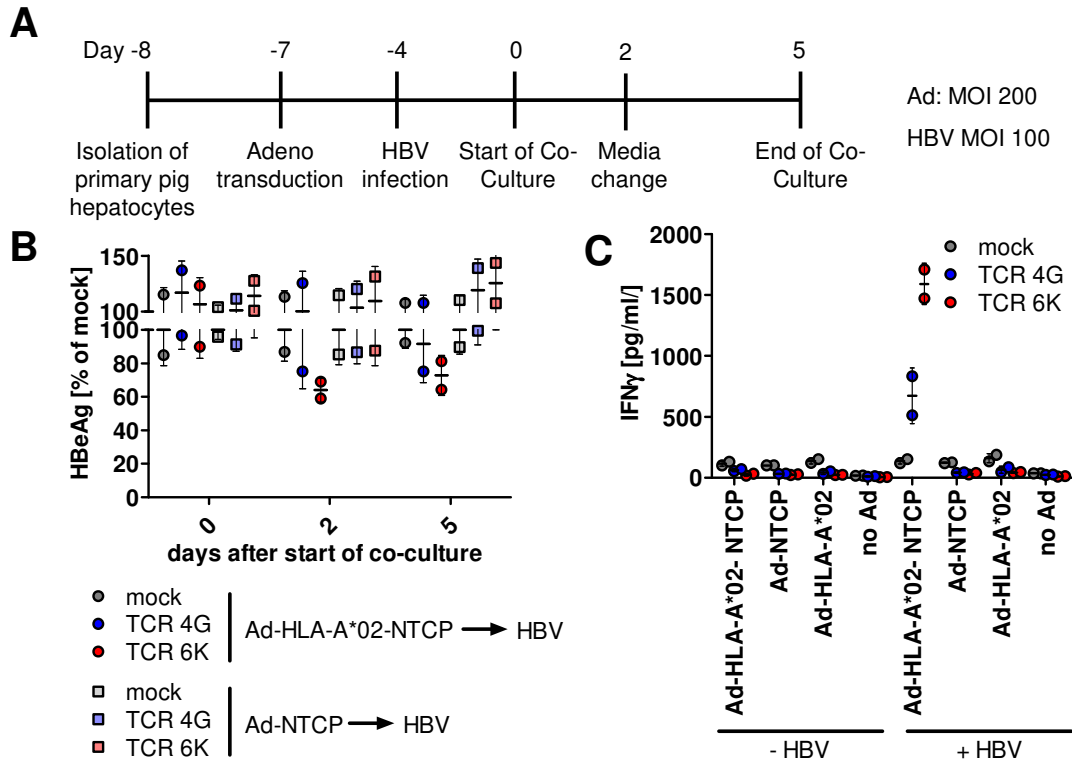 A
Day -8 -7 -4 0 2 5
Ad: MOI 200
HBV MOI 100
Isolation of primary pig hepatocytes
Adeno transduction
HBV infection
Start of Co-Culture
Media change
End of Co-Culture
B
HBeAg [% of mock]
150
100
100
80
60
40
20
0
0 2 5
days after start of co-culture
mock
TCR 4G
TCR 6K
Ad-HLA-A*02-NTCP HBV
mock
TCR 4G
TCR 6K
Ad-NTCP HBV
C
IFNγ [pg/ml/]
2000
1500
1000
500
0
mock
TCR 4G
TCR 6K
Ad-HLA-A*02- NTCP
Ad-NTCP
Ad-HLA-A*02
no Ad
Ad-HLA-A*02- NTCP
Ad-NTCP
Ad-HLA-A*02
no Ad
- HBV
+ HBV